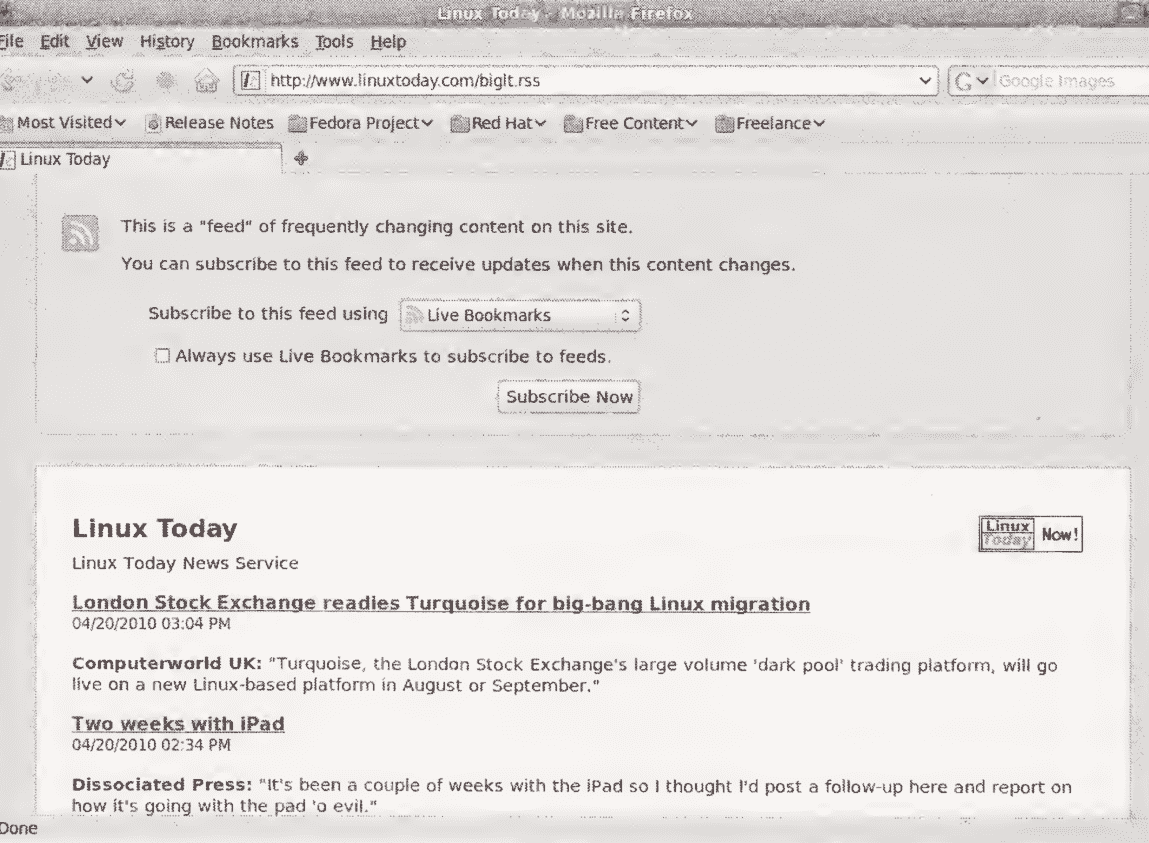 Linux Today - Mozilla Firefox
File Edit View History Bookmarks Tools Help
http://www.linuxtoday.com/biglt.rss
Google Images
Most Visited Release Notes Fedora Project Red Hat Free Content Freelance
Linux Today
This is a "feed" of frequently changing content on this site.
You can subscribe to this feed to receive updates when this content changes.
Subscribe to this feed using Live Bookmarks
Always use Live Bookmarks to subscribe to feeds.
Subscribe Now
Linux Today
Linux Today Now!
Linux Today News Service
London Stock Exchange readies Turquoise for big-bang Linux migration
04/20/2010 03:04 PM
Computerworld UK: "Turquoise, the London Stock Exchange's large volume 'dark pool' trading platform, will go
live on a new Linux-based platform in August or September."
Two weeks with iPad
04/20/2010 02:34 PM
Dissociated Press: "It's been a couple of weeks with the iPad so I thought I'd post a follow-up here and report on
how it's going with the pad 'o evil."
Done